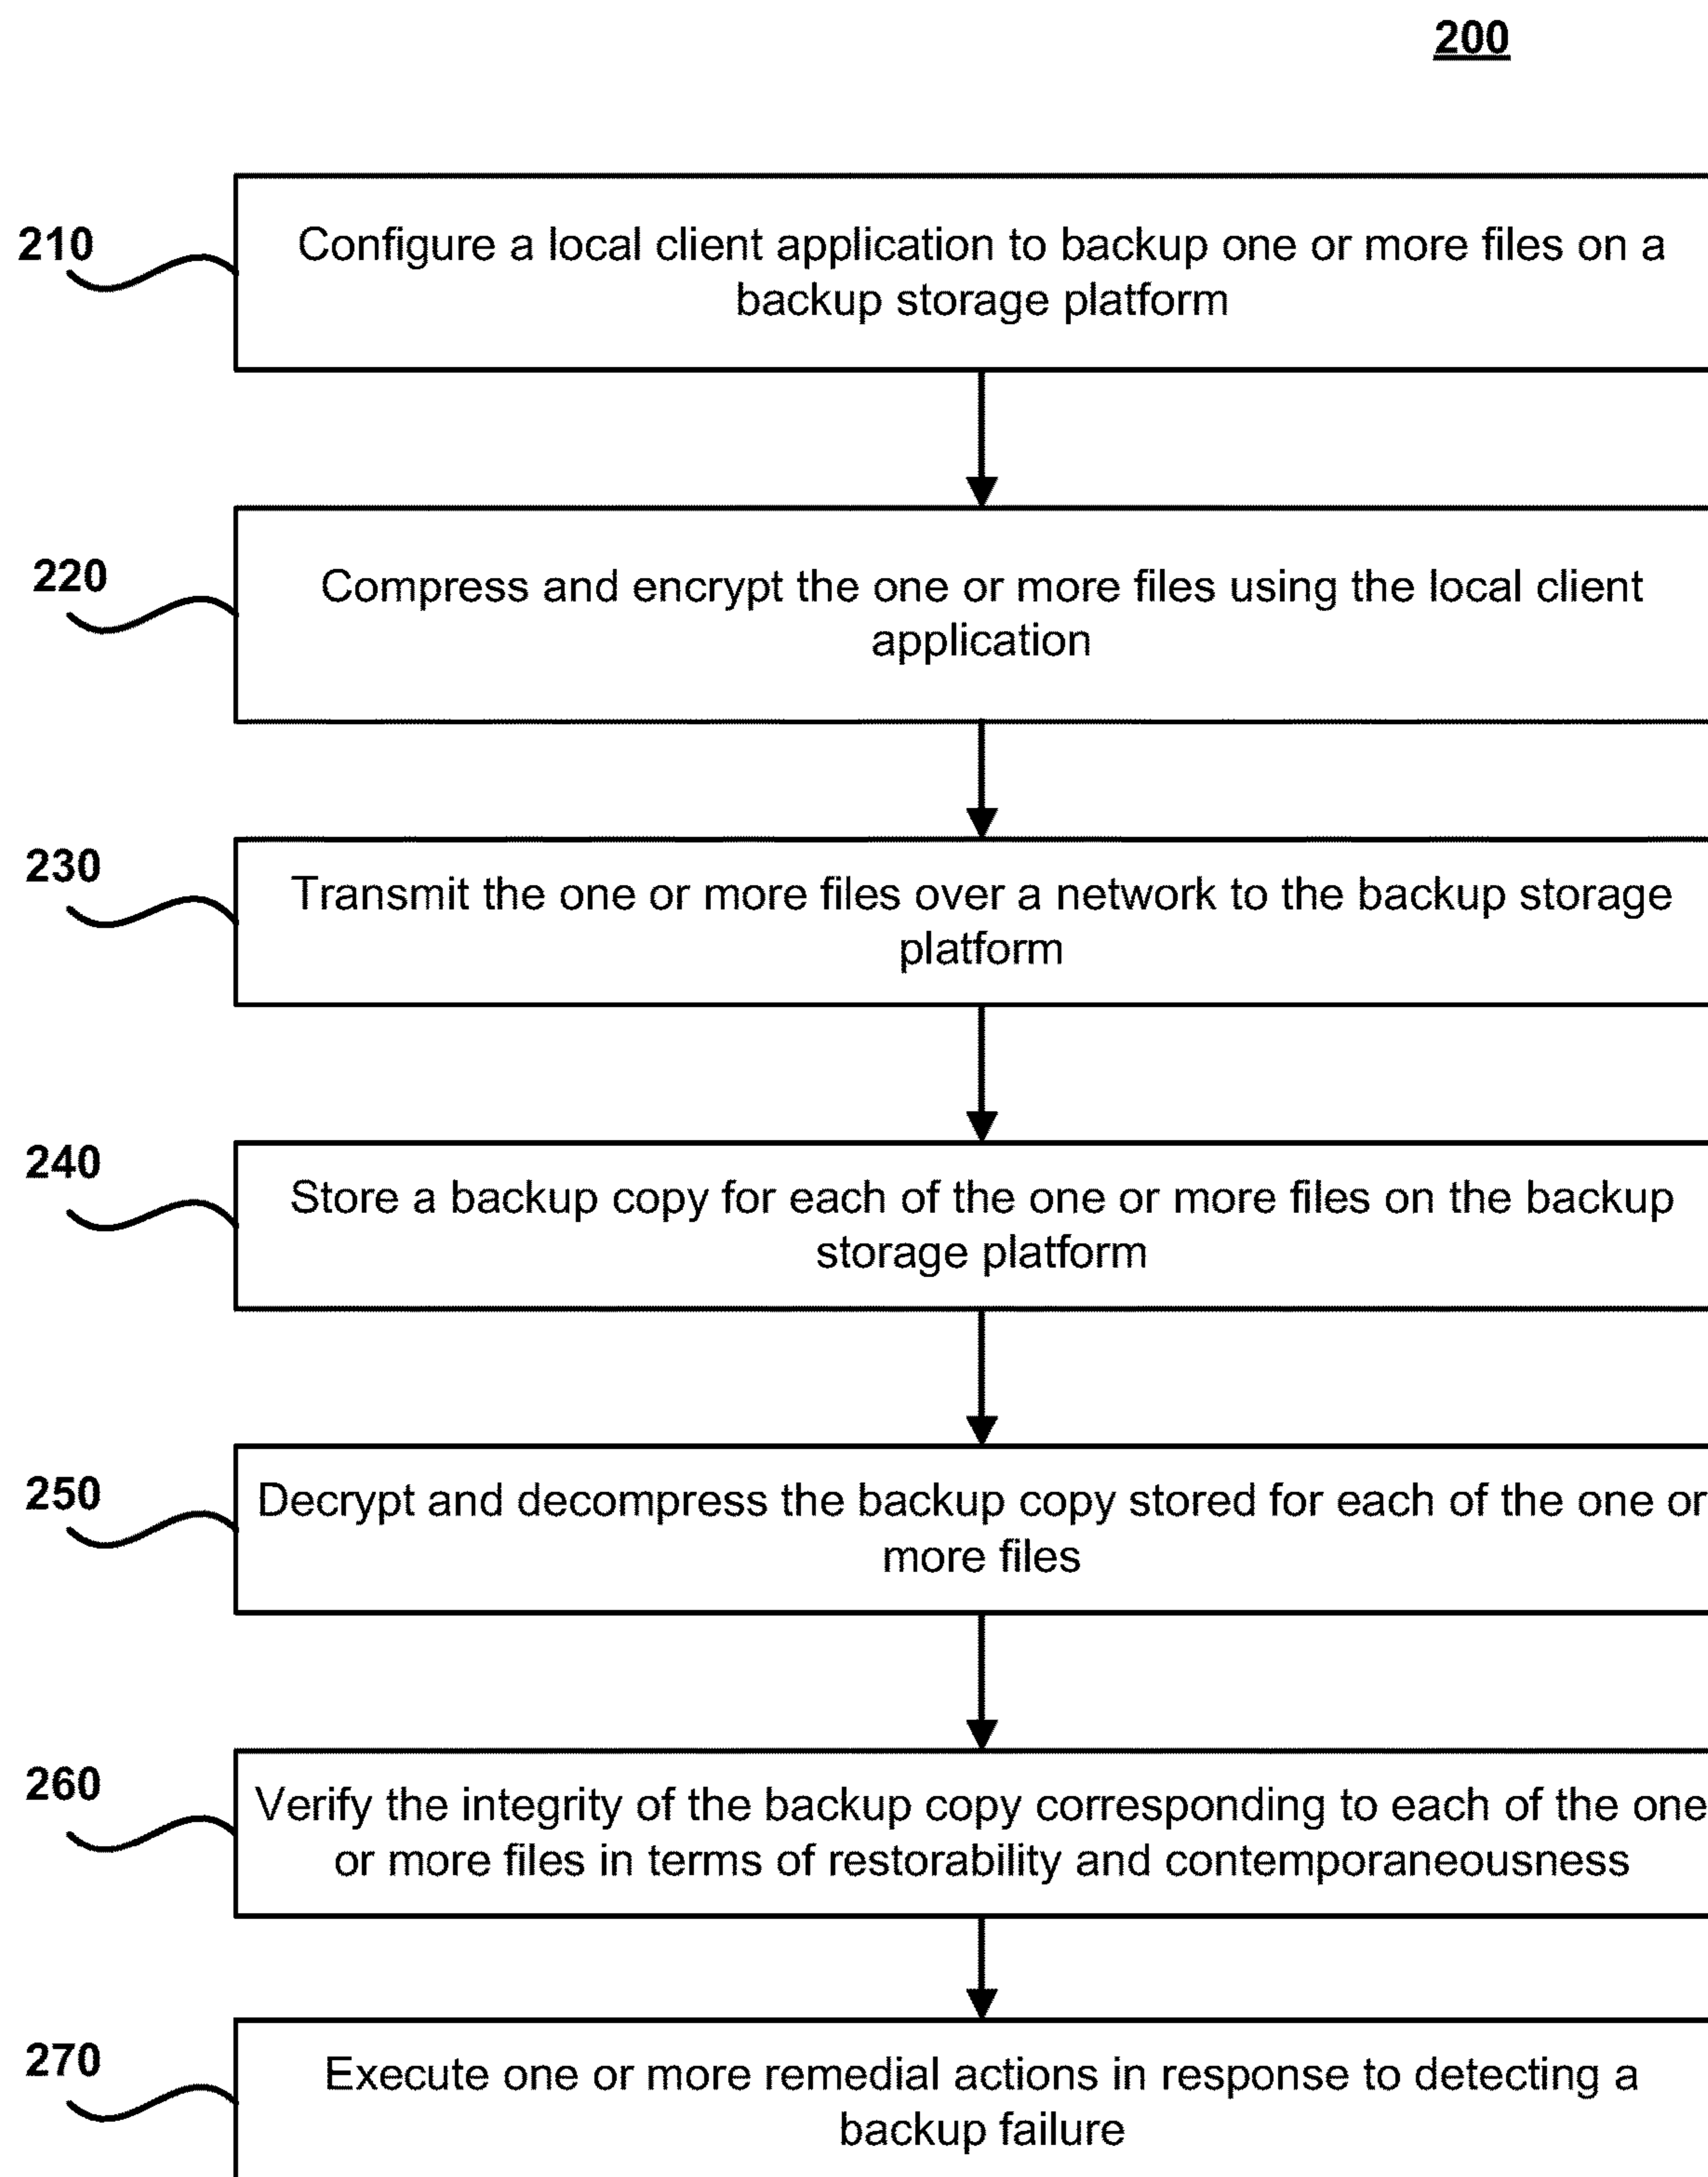 200
210
Configure a local client application to backup one or more files on a
backup storage platform
220
Compress and encrypt the one or more files using the local client
application
230
Transmit the one or more files over a network to the backup storage
platform
240
Store a backup copy for each of the one or more files on the backup
storage platform
250
Decrypt and decompress the backup copy stored for each of the one or
more files
260
Verify the integrity of the backup copy corresponding to each of the one
or more files in terms of restorability and contemporaneousness
270
Execute one or more remedial actions in response to detecting a
backup failure